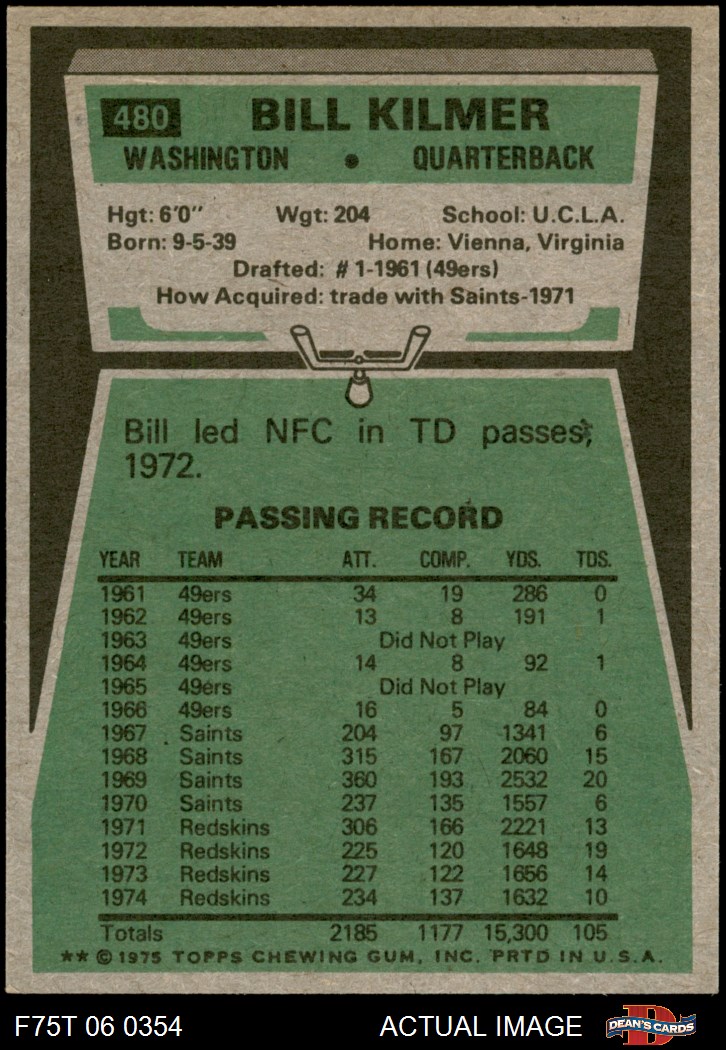 480 BILL KILMER
WASHINGTON • QUARTERBACK
Hgt: 6'0" Wgt: 204 School: U.C.L.A.
Born: 9-5-39 Home: Vienna, Virginia
Drafted: #1-1961 (49ers)
How Acquired: trade with Saints-1971
Bill led NFC in TD passes,
1972.
PASSING RECORD
YEAR TEAM ATT. COMP. YDS. TDS.
1961 49ers 34 19 286 0
1962 49ers 13 8 191 1
1963 49ers Did Not Play
1964 49ers 14 8 92 1
1965 49ers Did Not Play
1966 49ers 16 5 84 0
1967 Saints 204 97 1341 6
1968 Saints 315 167 2060 15
1969 Saints 360 193 2532 20
1970 Saints 237 135 1557 6
1971 Redskins 306 166 2221 13
1972 Redskins 225 120 1648 19
1973 Redskins 227 122 1656 14
1974 Redskins 234 137 1632 10
Totals 2185 1177 15,300 105
** © 1975 TOPPS CHEWING GUM, INC. PRTD IN U.S.A.
F75T 06 0354 ACTUAL IMAGE D DEAN'S CARDS